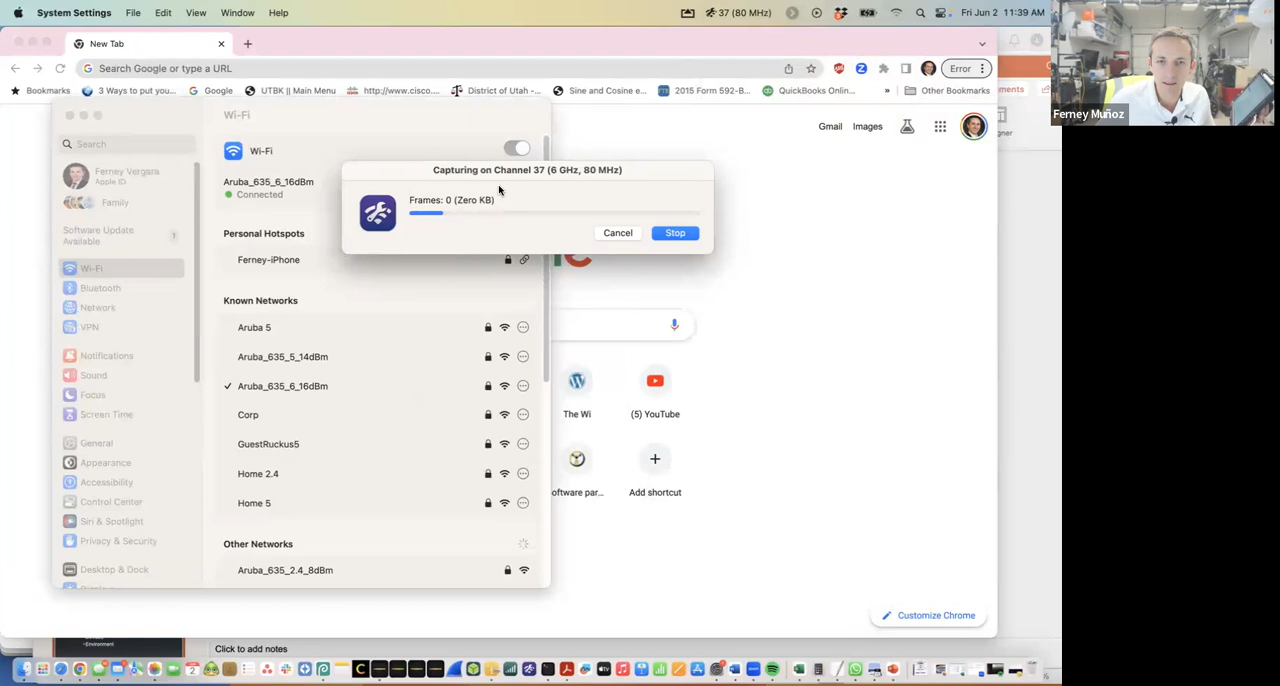 System Settings File Edit View Window Help
37 (80 MHz) Fri Jun 2 11:39 AM
New Tab
Search Google or type a URL
Error
Bookmarks 3 Ways to put you... Google UTBK || Main Menu http://www.cisco.... District of Utah -... Sine and Cosine e... 2015 Form 592-B... QuickBooks Onlin... » Other Bookmarks
Ferney Muñoz
Gmail Images
Search
Ferney Vergara
Apple ID
Family
Software Update
Available
1
Wi-Fi
Bluetooth
Network
VPN
Notifications
Sound
Focus
Screen Time
General
Appearance
Accessibility
Control Center
Siri & Spotlight
Privacy & Security
Desktop & Dock
Wi-Fi
Wi-Fi
Aruba_635_6_16dBm
Connected
Personal Hotspots
Ferney-iPhone
Known Networks
Aruba 5
Aruba_635_5_14dBm
Aruba_635_6_16dBm
Corp
GuestRuckus5
Home 2.4
Home 5
Other Networks
Aruba_635_2.4_8dBm
Capturing on Channel 37 (6 GHz, 80 MHz)
Frames: 0 (Zero KB)
Cancel Stop
The Wi
(5) YouTube
oftware par...
Add shortcut
Customize Chrome
-Environment
Click to add notes